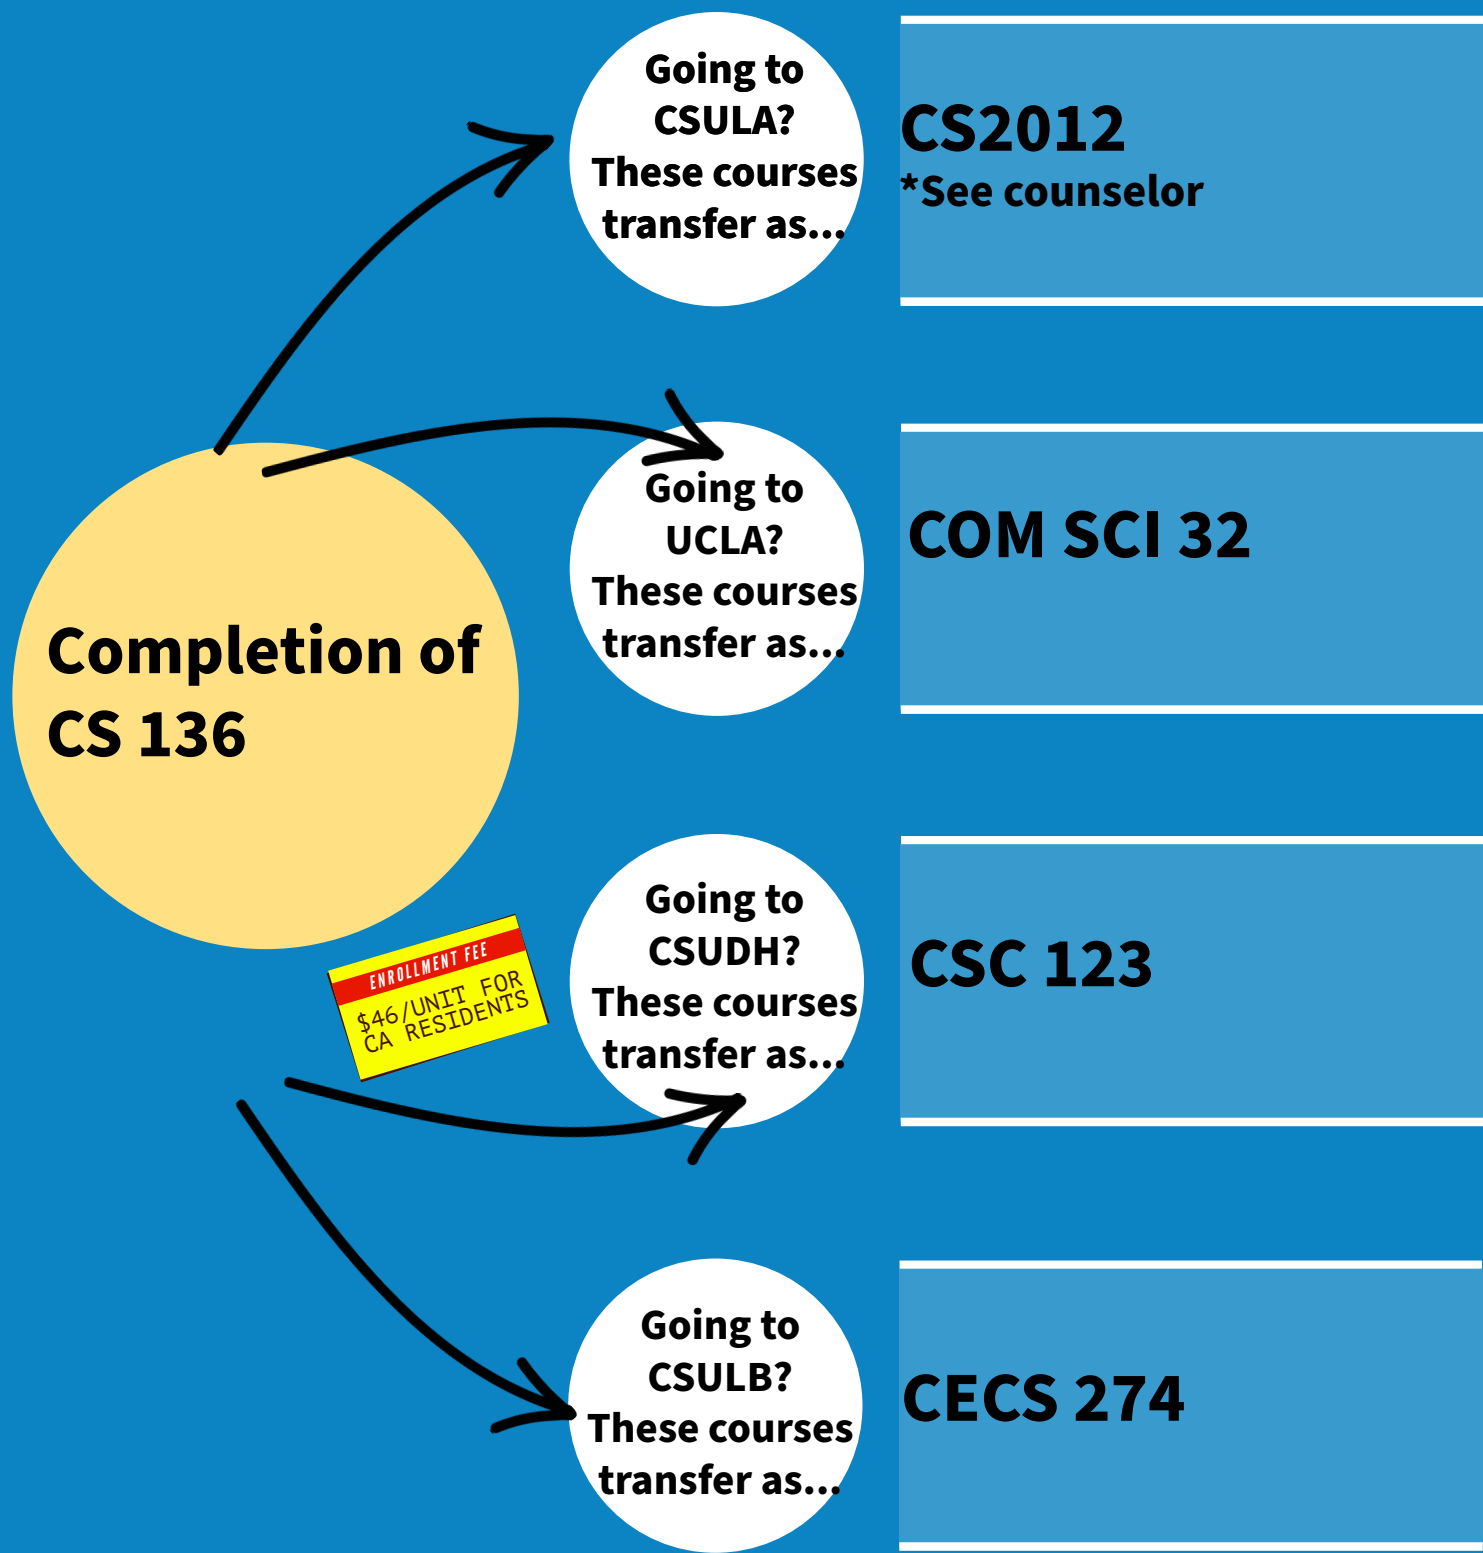 Going to
CSULA?
These courses
transfer as...
CS2012
*See counselor
Going to
UCLA?
These courses
transfer as...
COM SCI 32
Completion of
CS 136
Going to
CSUDH?
These courses
transfer as...
CSC 123
ENROLLMENT FEE
$46/UNIT FOR
CA RESIDENTS
Going to
CSULB?
These courses
transfer as...
CECS 274